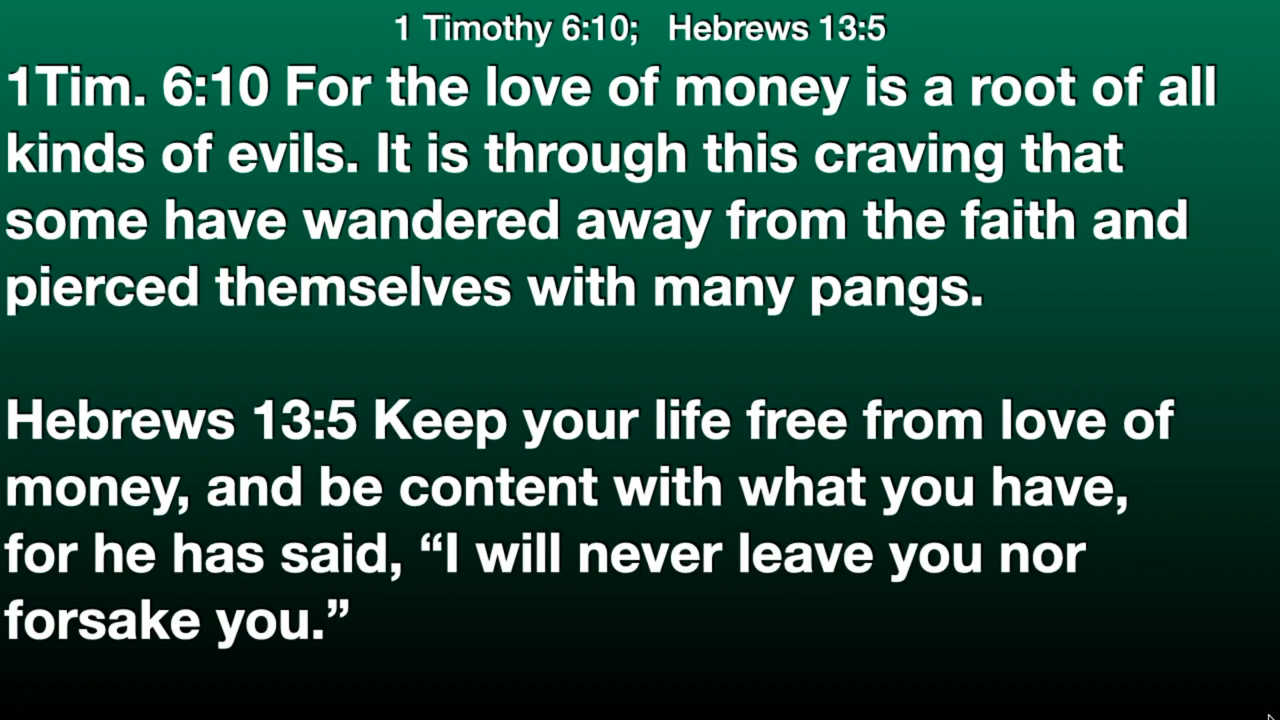 1 Timothy 6:10;   Hebrews 13:5
1Tim. 6:10 For the love of money is a root of all
kinds of evils. It is through this craving that
some have wandered away from the faith and
pierced themselves with many pangs.
Hebrews 13:5 Keep your life free from love of
money, and be content with what you have,
for he has said, “I will never leave you nor
forsake you.”